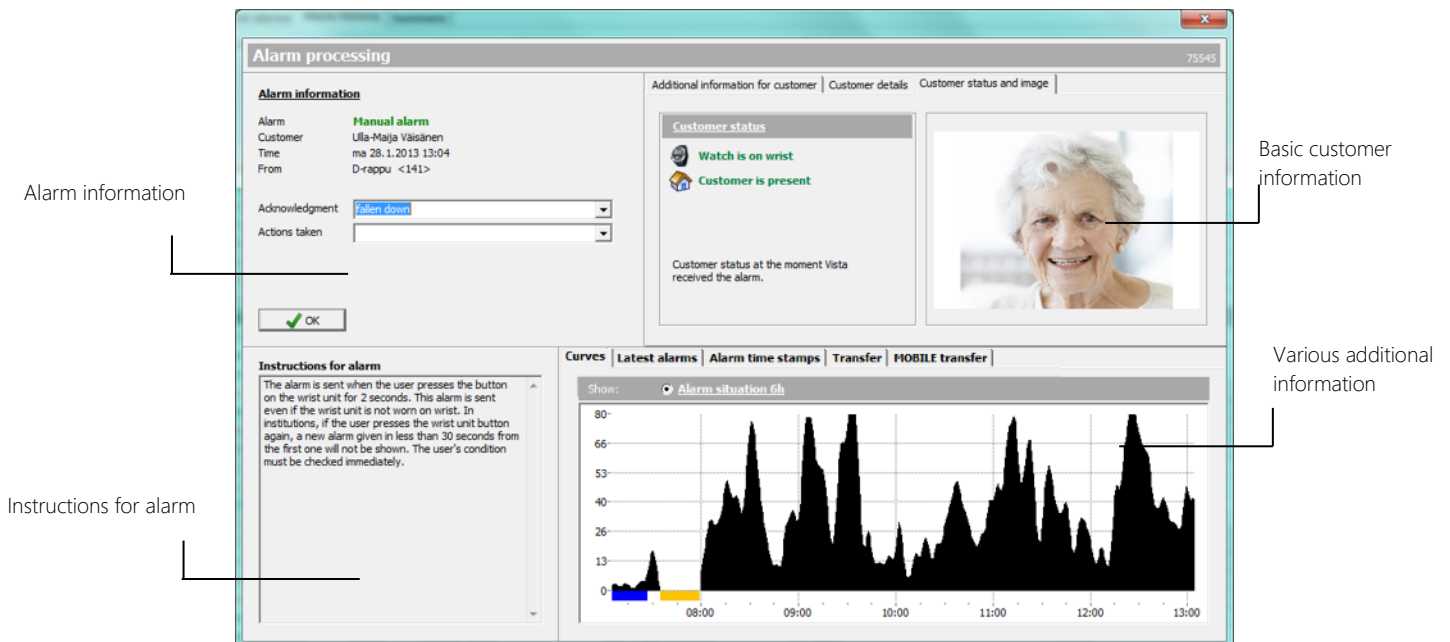 Alarm History
Summary
Alarm processing
75545
Alarm information
Alarm Manual alarm
Customer Ulla-Maija Väisänen
Time ma 28.1.2013 13:04
From D-rappu <141>
Acknowledgment fallen down
Actions taken
OK
Additional information for customer
Customer details
Customer status and image
Customer status
Watch is on wrist
Customer is present
Customer status at the moment Vista
received the alarm.
Basic customer
information
Alarm information
Instructions for alarm
The alarm is sent when the user presses the button
on the wrist unit for 2 seconds. This alarm is sent
even if the wrist unit is not worn on wrist. In
institutions, if the user presses the wrist unit button
again, a new alarm given in less than 30 seconds from
the first one will not be shown. The user's condition
must be checked immediately.
Instructions for alarm
Curves
Latest alarms
Alarm time stamps
Transfer
MOBILE transfer
Show: Alarm situation 6h
80
66
53
40
26
13
0
08:00 09:00 10:00 11:00 12:00 13:00
Various additional
information